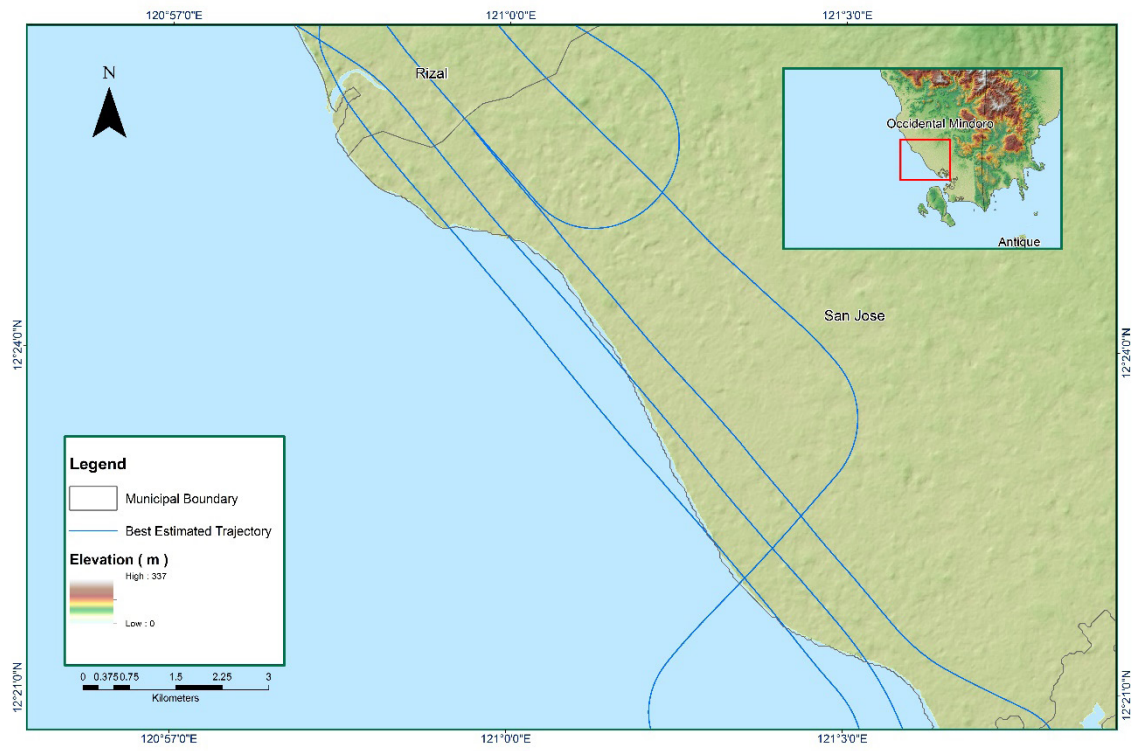 120°57'0"E 121°0'0"E 121°3'0"E
N
Rizal
Occidental Mindoro
Antique
San Jose
12°24'0"N 12°24'0"N
Legend
Municipal Boundary
Best Estimated Trajectory
Elevation ( m )
High : 337
Low : 0
0 0.375 0.75 1.5 2.25 3
Kilometers
12°21'0"N 12°21'0"N
120°57'0"E 121°0'0"E 121°3'0"E